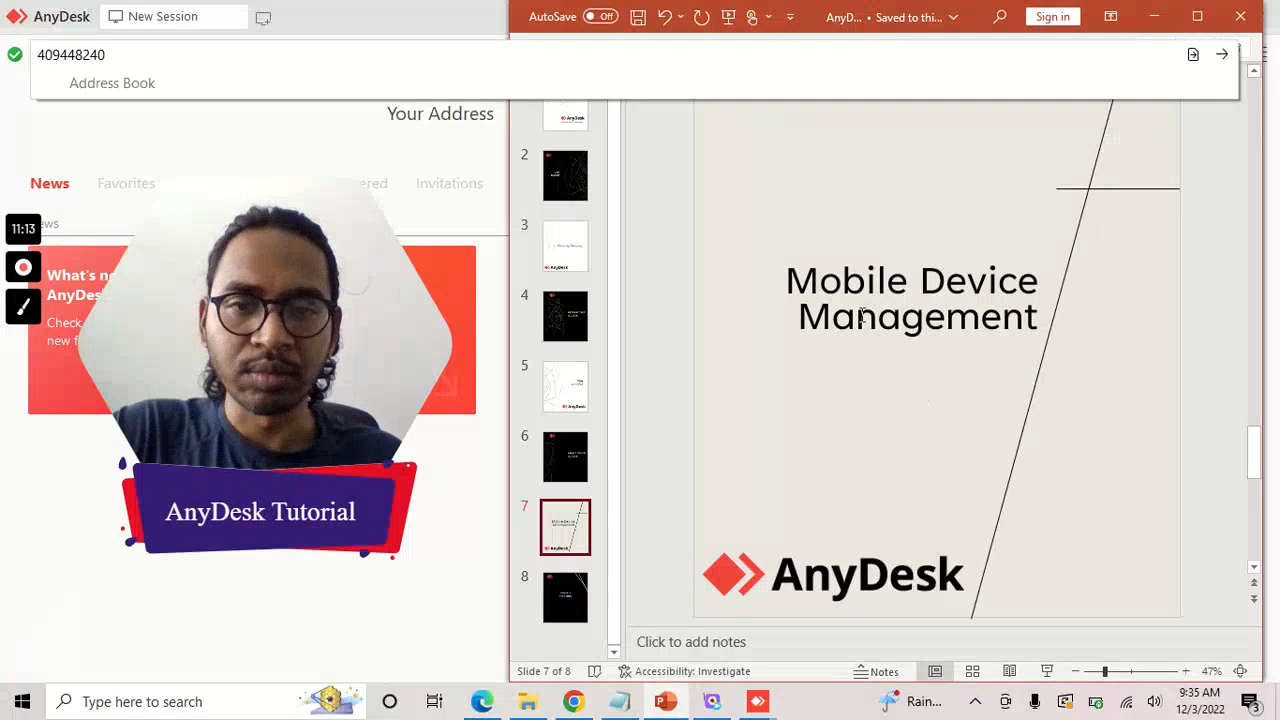 AnyDesk
New Session
AutoSave
Off
AnyD...
Saved to thi...
Sign in
409448240
Address Book
Your Address
News
Favorites
ered
Invitations
ews
11:13
What's n
AnyDes
Check
new f
AnyDesk Tutorial
2
3
4
5
6
7
8
Mobile Device
Management
AnyDesk
Click to add notes
Slide 7 of 8
Accessibility: Investigate
Notes
47%
Type here to search
Rain...
9:35 AM
12/3/2022
3